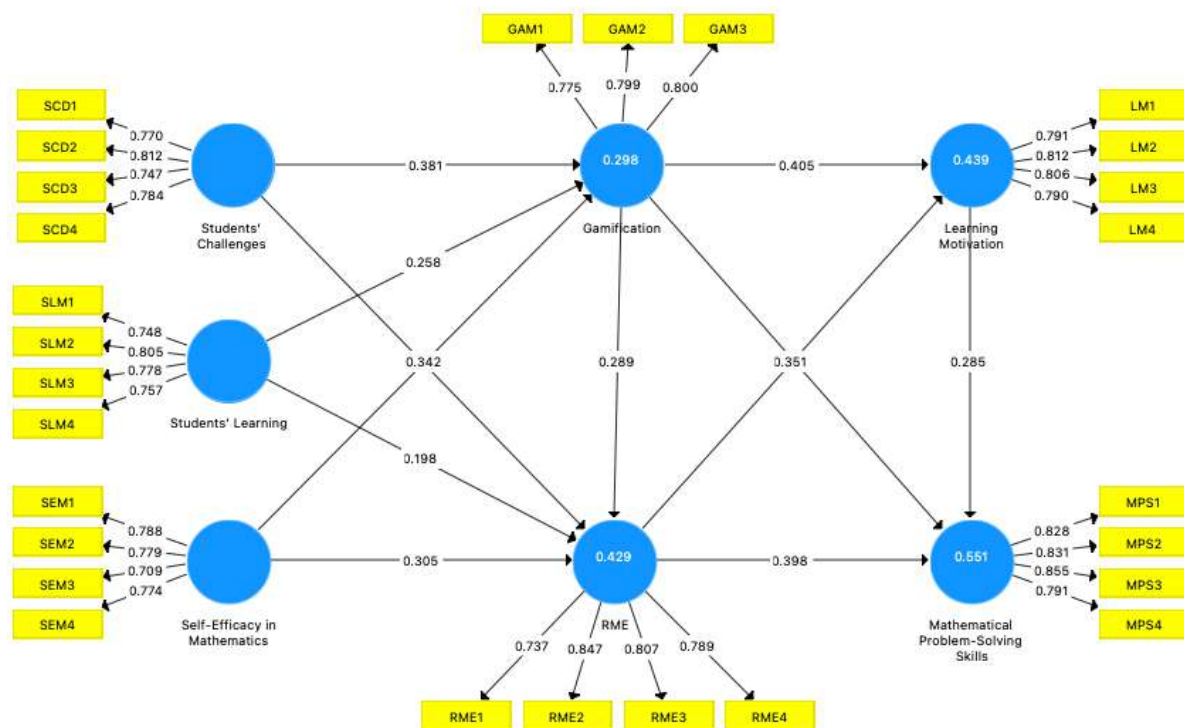 GAM1
GAM2
GAM3
0.775
0.799
0.800
SCD1
SCD2
SCD3
SCD4
0.770
0.812
0.747
0.784
Students'
Challenges
0.381
0.298
Gamification
0.405
0.439
Learning
Motivation
0.791
0.812
0.806
0.790
LM1
LM2
LM3
LM4
SLM1
SLM2
SLM3
SLM4
0.748
0.805
0.778
0.757
Students' Learning
0.258
0.342
0.289
0.351
0.285
0.198
SEM1
SEM2
SEM3
SEM4
0.788
0.779
0.709
0.774
Self-Efficacy in
Mathematics
0.305
0.429
RME
0.398
0.551
Mathematical
Problem-Solving
Skills
0.828
0.831
0.855
0.791
MPS1
MPS2
MPS3
MPS4
0.737
0.847
0.807
0.789
RME1
RME2
RME3
RME4